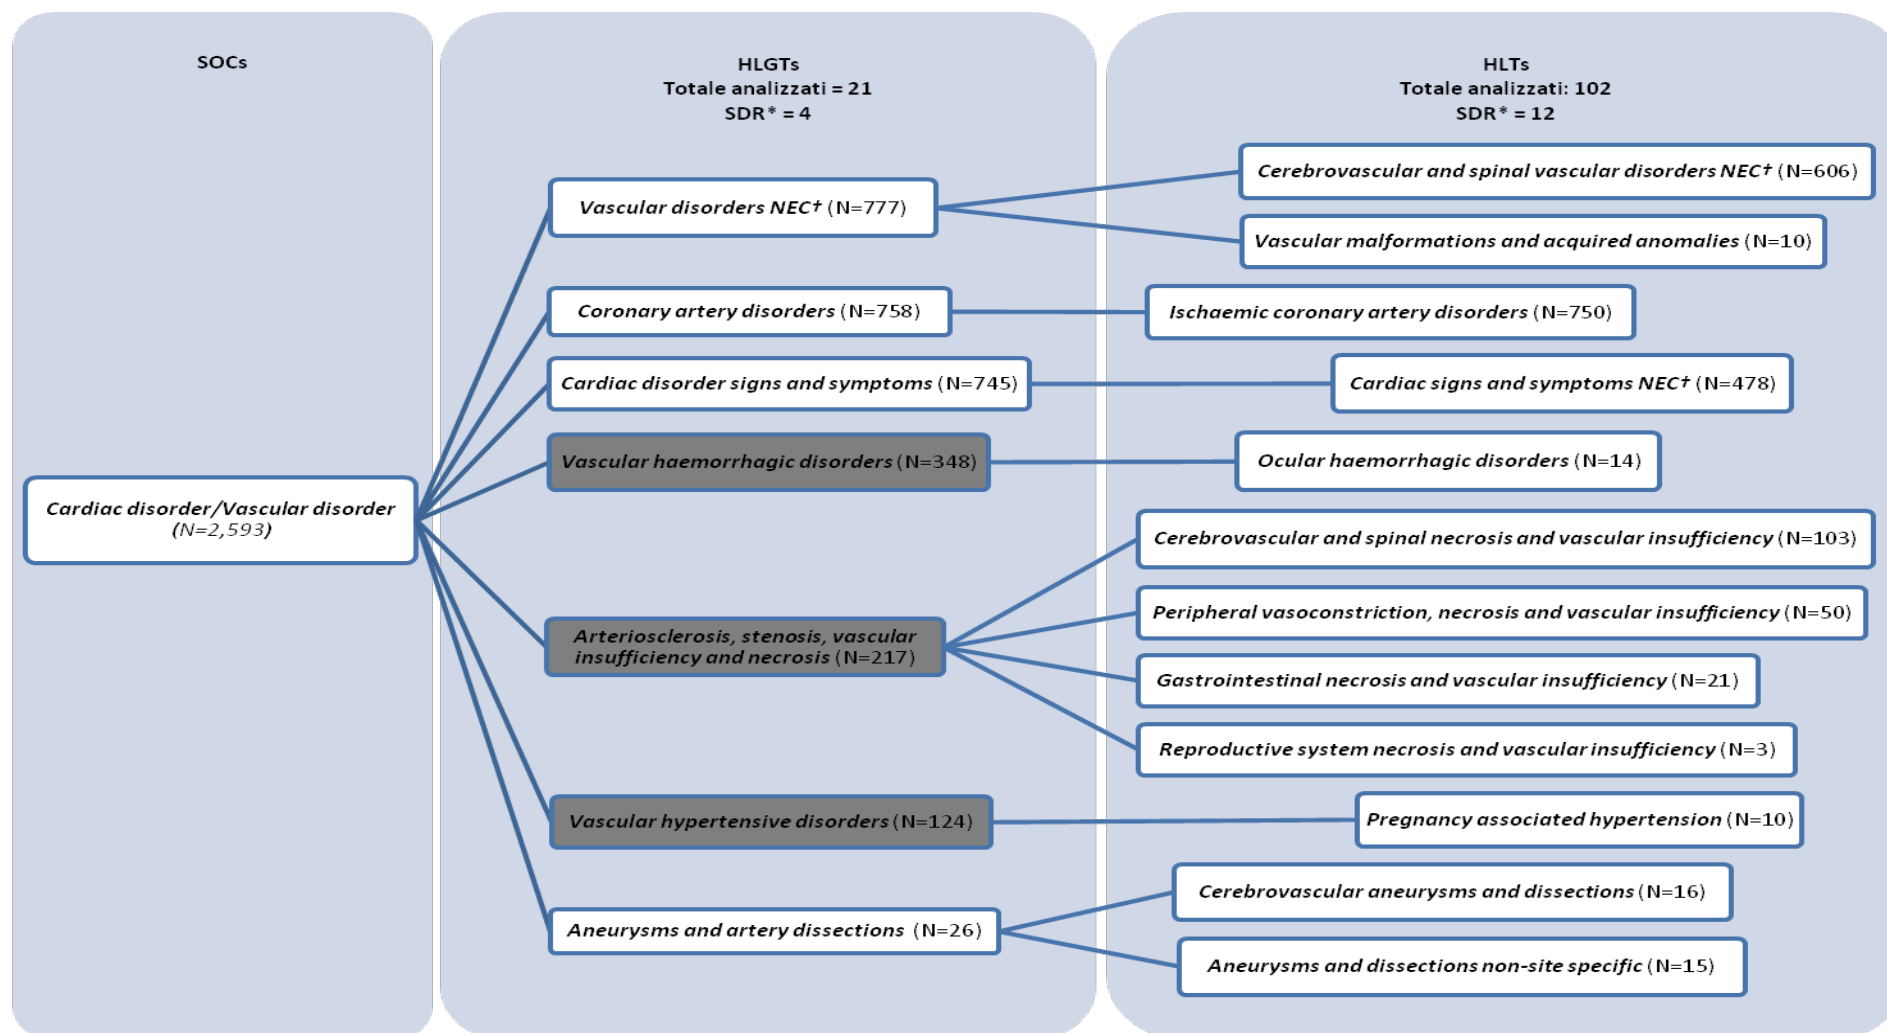 SOCs
HLGTs
Totale analizzati = 21
SDR* = 4
HLTs
Totale analizzati: 102
SDR* = 12
Cardiac disorder/Vascular disorder
(N=2,593)
Vascular disorders NEC† (N=777)
Coronary artery disorders (N=758)
Cardiac disorder signs and symptoms (N=745)
Vascular haemorrhagic disorders (N=348)
Arteriosclerosis, stenosis, vascular
insufficiency and necrosis (N=217)
Vascular hypertensive disorders (N=124)
Aneurysms and artery dissections (N=26)
Cerebrovascular and spinal vascular disorders NEC† (N=606)
Vascular malformations and acquired anomalies (N=10)
Ischaemic coronary artery disorders (N=750)
Cardiac signs and symptoms NEC† (N=478)
Ocular haemorrhagic disorders (N=14)
Cerebrovascular and spinal necrosis and vascular insufficiency (N=103)
Peripheral vasoconstriction, necrosis and vascular insufficiency (N=50)
Gastrointestinal necrosis and vascular insufficiency (N=21)
Reproductive system necrosis and vascular insufficiency (N=3)
Pregnancy associated hypertension (N=10)
Cerebrovascular aneurysms and dissections (N=16)
Aneurysms and dissections non-site specific (N=15)